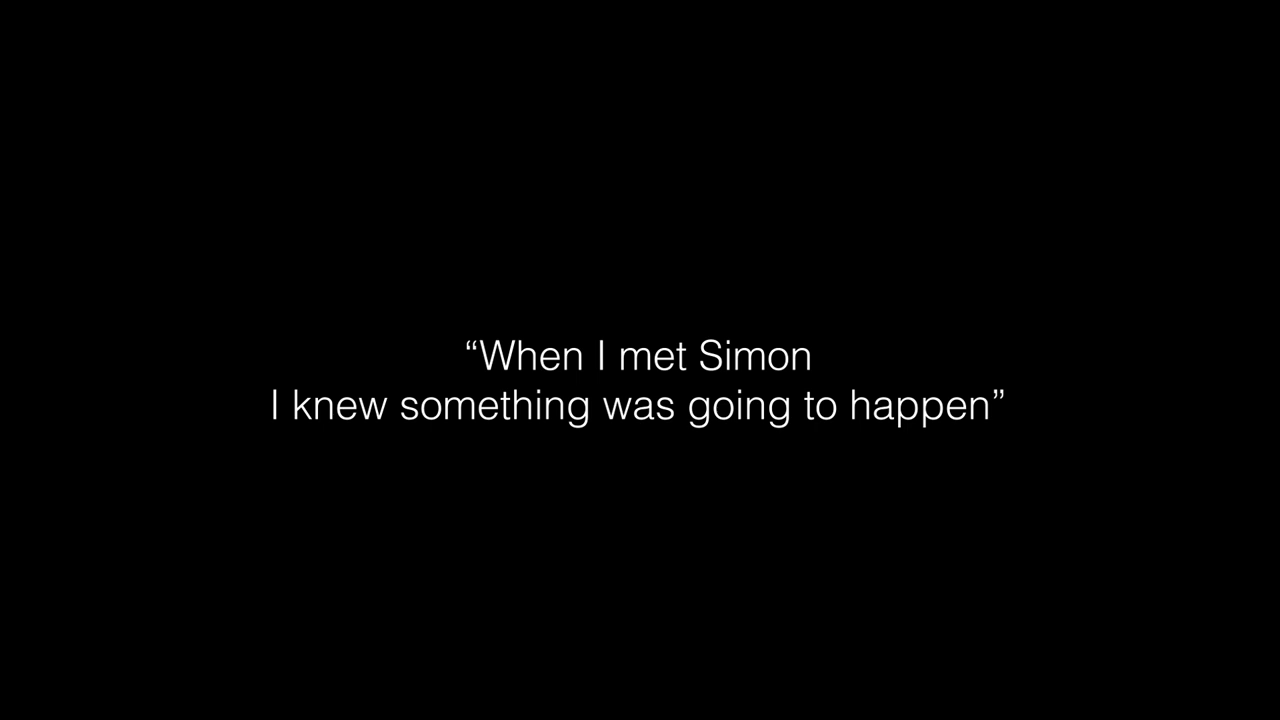 “When I met Simon
I knew something was going to happen”